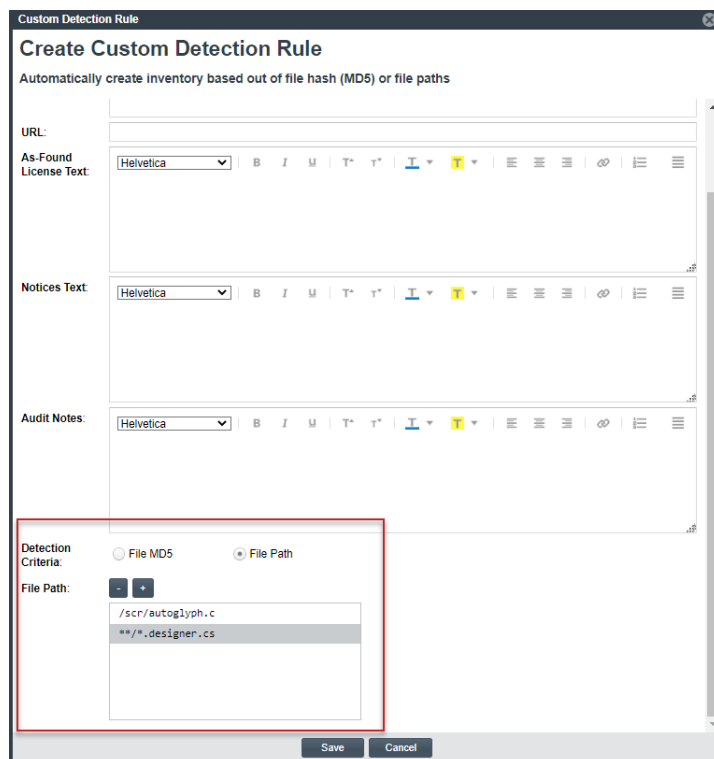 Custom Detection Rule
Create Custom Detection Rule
Automatically create inventory based out of file hash (MD5) or file paths
URL:
As-Found
License Text:
Helvetica B I U T T T T
Notices Text:
Helvetica B I U T T T T
Audit Notes:
Helvetica B I U T T T T
Detection
Criteria:
File MD5 File Path
File Path:
- +
/scr/autoglyph.c
**/*.designer.cs
Save Cancel